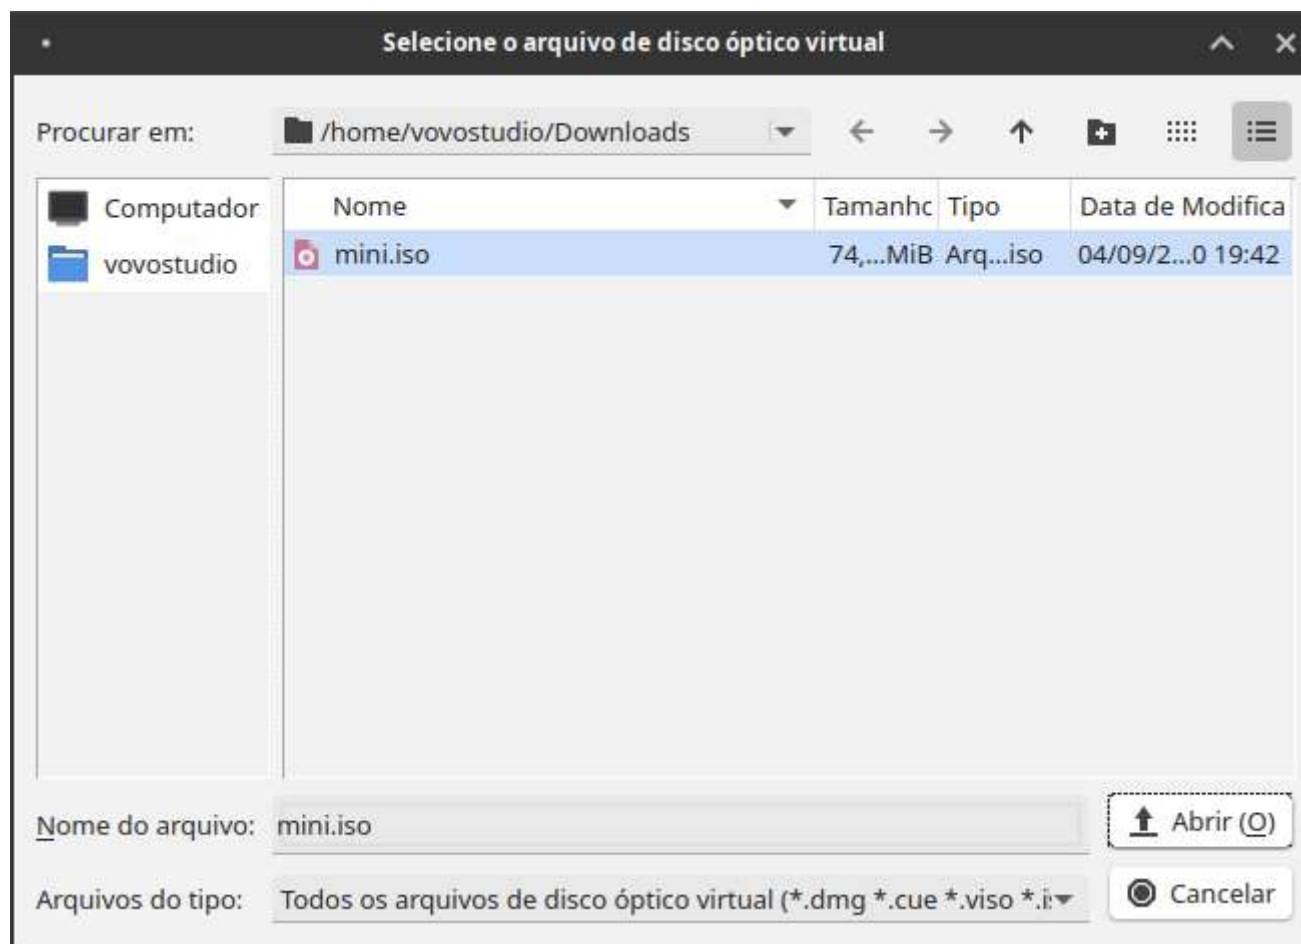 Selecione o arquivo de disco óptico virtual
Procurar em: /home/vovostudio/Downloads
Computador
vovostudio
Nome Tamanho Tipo Data de Modifica
mini.iso 74,...MiB Arq...iso 04/09/2...0 19:42
Nome do arquivo: mini.iso Abrir (O)
Arquivos do tipo: Todos os arquivos de disco óptico virtual (*.dmg *.cue *.viso *.i Cancelar